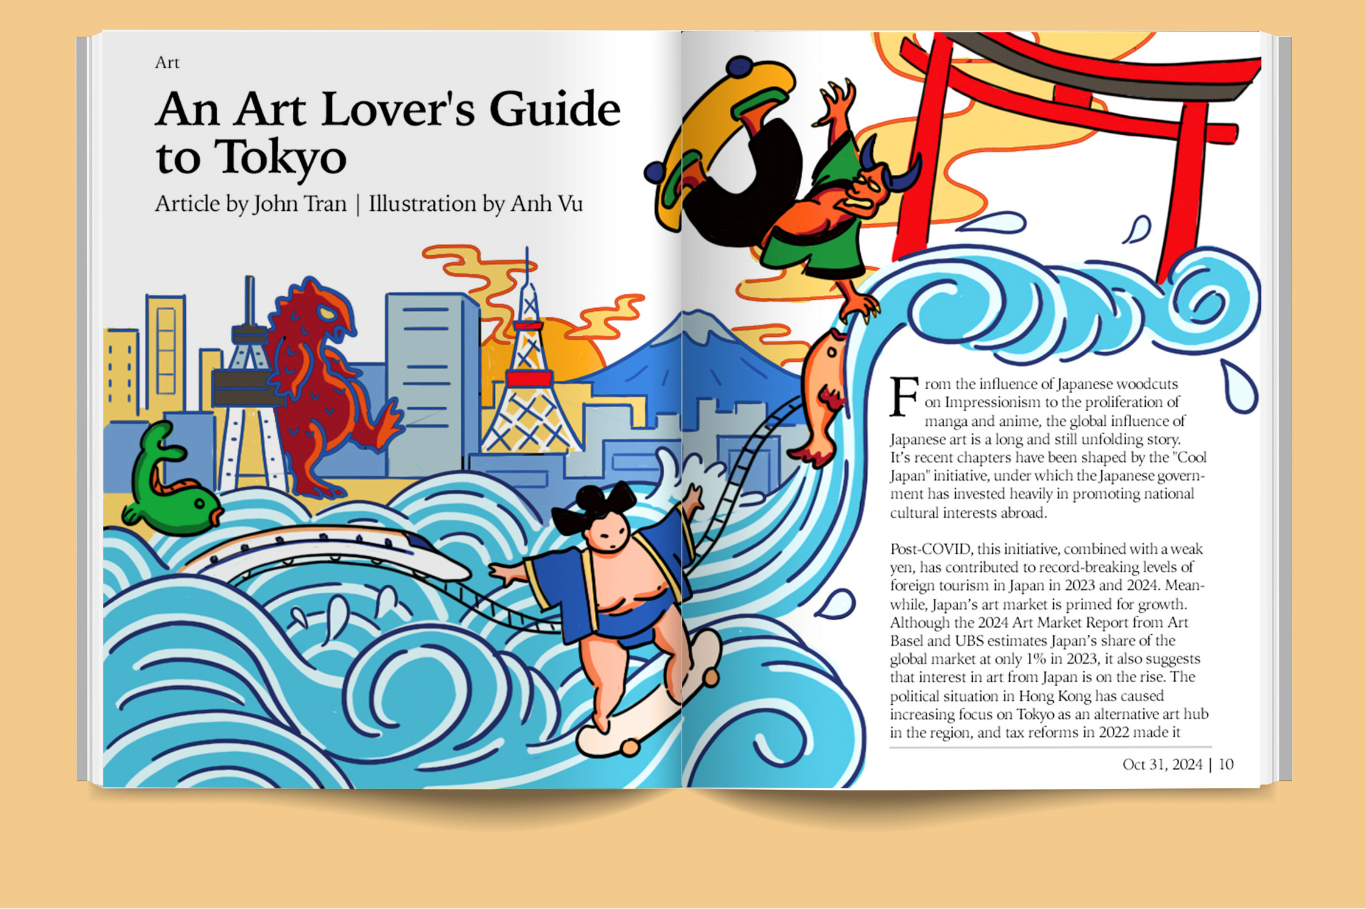 Art
An Art Lover's Guide
to Tokyo
Article by John Tran | Illustration by Anh Vu
From the influence of Japanese woodcuts
on Impressionism to the proliferation of
manga and anime, the global influence of
Japanese art is a long and still unfolding story.
It's recent chapters have been shaped by the "Cool
Japan" initiative, under which the Japanese govern-
ment has invested heavily in promoting national
cultural interests abroad.
Post-COVID, this initiative, combined with a weak
yen, has contributed to record-breaking levels of
foreign tourism in Japan in 2023 and 2024. Mean-
while, Japan's art market is primed for growth.
Although the 2024 Art Market Report from Art
Basel and UBS estimates Japan's share of the
global market at only 1% in 2023, it also suggests
that interest in art from Japan is on the rise. The
political situation in Hong Kong has caused
increasing focus on Tokyo as an alternative art hub
in the region, and tax reforms in 2022 made it
Oct 31, 2024 | 10